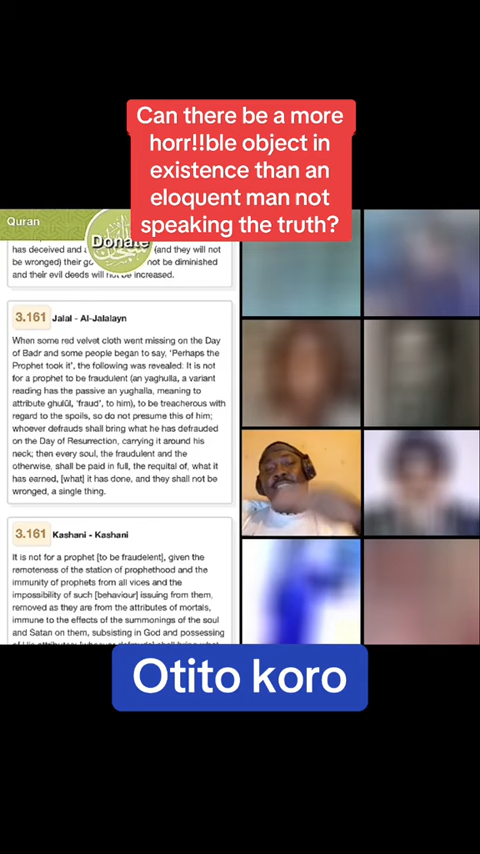 Can there be a more
horr!!ble object in
existence than an
eloquent man not
speaking the truth?
Quran
Donate
has deceived and (and they will not
be wronged) their go not be diminished
and their evil deeds will not be increased.
3.161 Jalal - Al-Jalalayn
When some red velvet cloth went missing on the Day
of Badr and some people began to say, 'Perhaps the
Prophet took it', the following was revealed: It is not
for a prophet to be fraudulent (an yaghulla, a variant
reading has the passive an yughalla, meaning to
attribute ghulūl, 'fraud', to him), to be treacherous with
regard to the spoils, so do not presume this of him;
whoever defrauds shall bring what he has defrauded
on the Day of Resurrection, carrying it around his
neck; then every soul, the fraudulent and the
otherwise, shall be paid in full, the requital of, what it
has earned, [what] it has done, and they shall not be
wronged, a single thing.
3.161 Kashani - Kashani
It is not for a prophet [to be fraudelent], given the
remoteness of the station of prophethood and the
immunity of prophets from all vices and the
impossibility of such [behaviour] issuing from them,
removed as they are from the attributes of mortals,
immune to the effects of the summonings of the soul
and Satan on them, subsisting in God and possessing
Otito koro